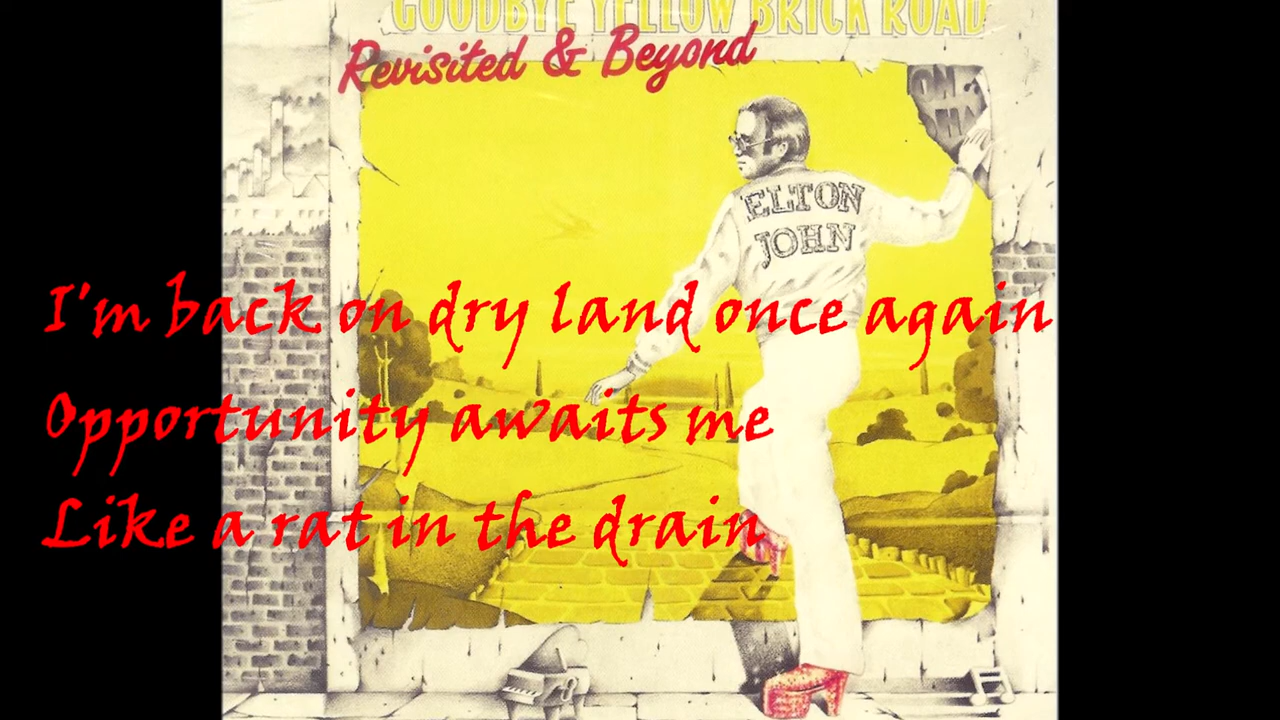 GOODBYE YELLOW BRICK ROAD
Revisited & Beyond
ELTON
JOHN
I'm back on dry land once again
Opportunity awaits me
Like a rat in the drain